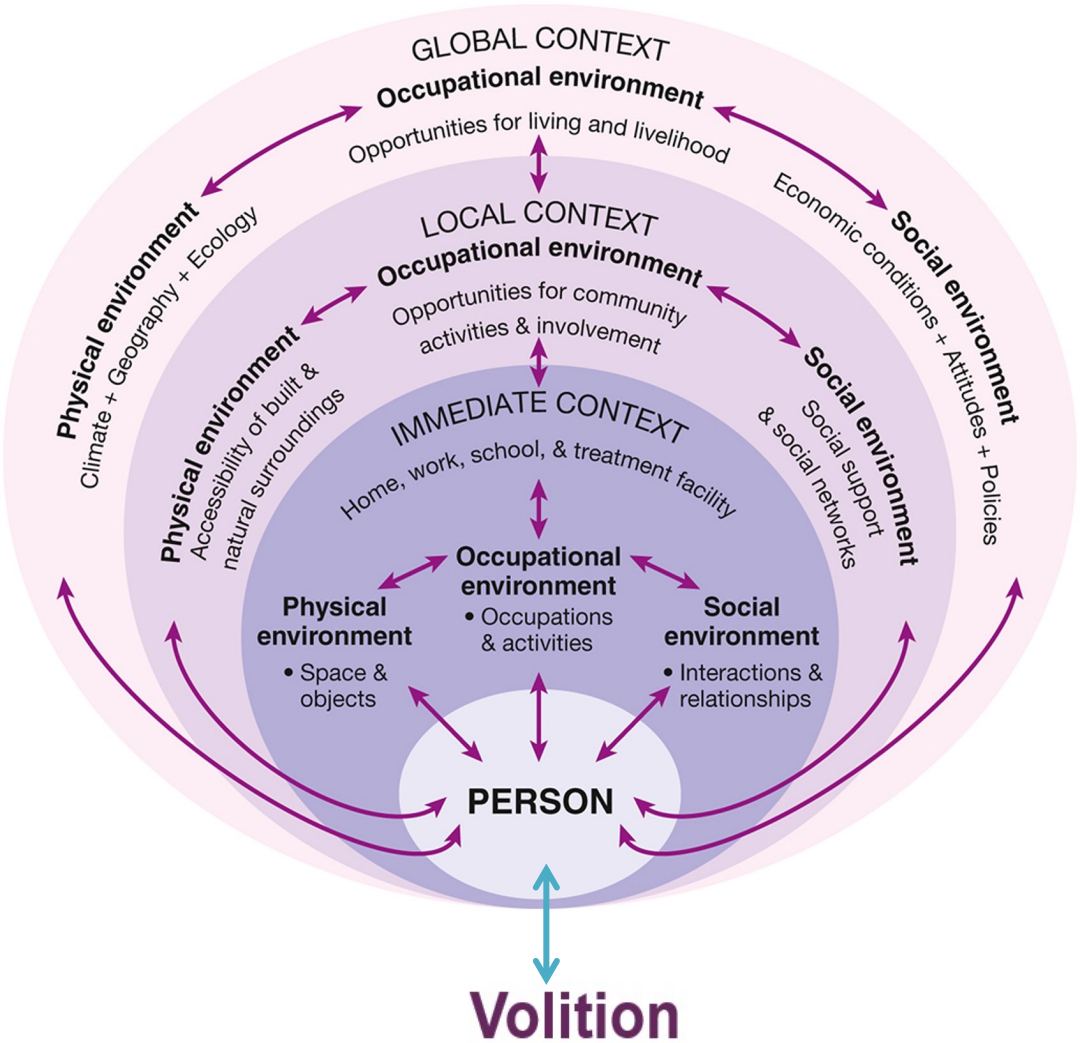 GLOBAL CONTEXT
Occupational environment
Opportunities for living and livelihood
Physical environment
Climate + Geography + Ecology
Social environment
Economic conditions + Attitudes + Policies
LOCAL CONTEXT
Occupational environment
Opportunities for community
activities & involvement
Physical environment
Accessibility of built &
natural surroundings
Social environment
Social support
& social networks
IMMEDIATE CONTEXT
Home, work, school, & treatment facility
Occupational
environment
• Occupations
& activities
Physical
environment
• Space &
objects
Social
environment
• Interactions &
relationships
PERSON
Volition